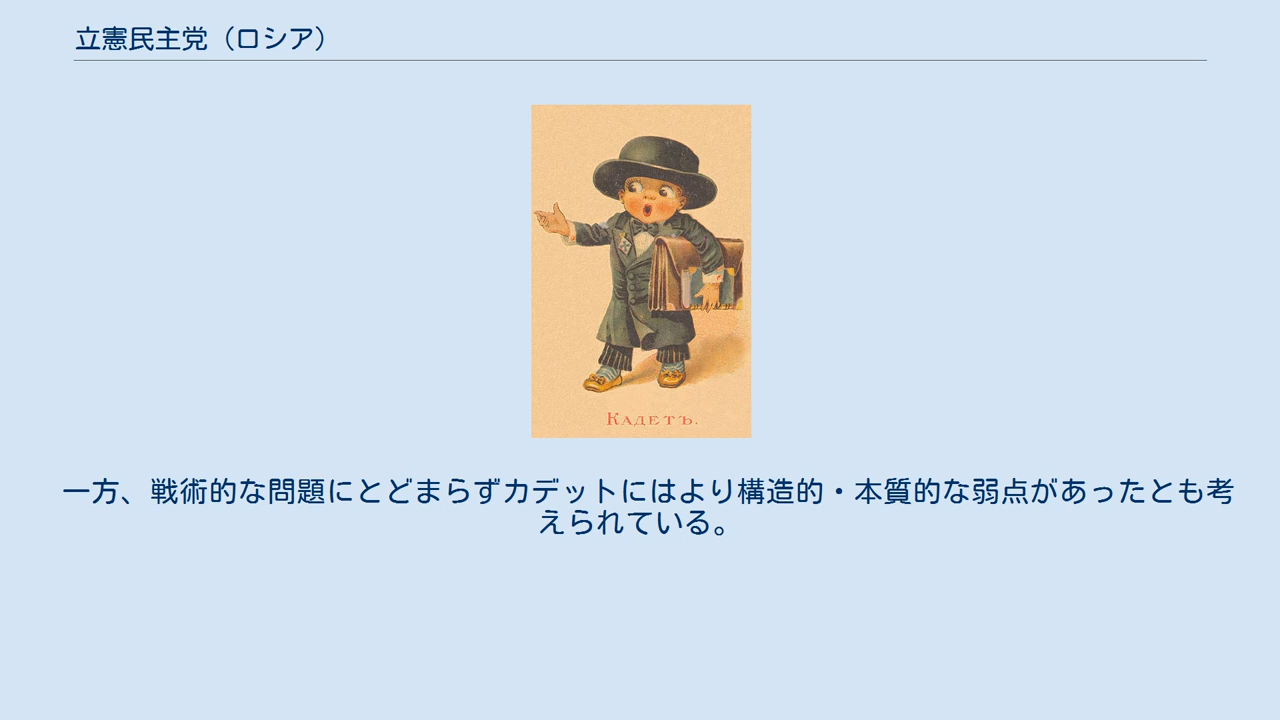 立憲民主党（ロシア）
Кадетъ.
一方、戦術的な問題にとどまらずカデットにはより構造的・本質的な弱点があったとも考
えられている。